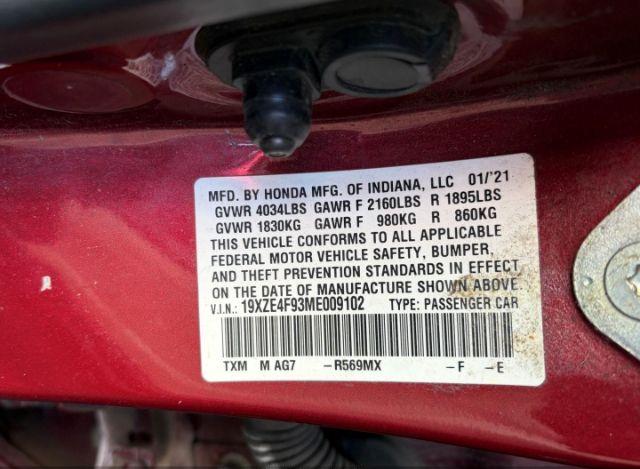 MFD. BY HONDA MFG. OF INDIANA, LLC 01/'21
GVWR 4034LBS GAWR F 2160LBS R 1895LBS
GVWR 1830KG GAWR F 980KG R 860KG
THIS VEHICLE CONFORMS TO ALL APPLICABLE
FEDERAL MOTOR VEHICLE SAFETY, BUMPER,
AND THEFT PREVENTION STANDARDS IN EFFECT
ON THE DATE OF MANUFACTURE SHOWN ABOVE.
V.I.N.: 19XZE4F93ME009102 TYPE: PASSENGER CAR
TXM M AG7 -R569MX -F -E